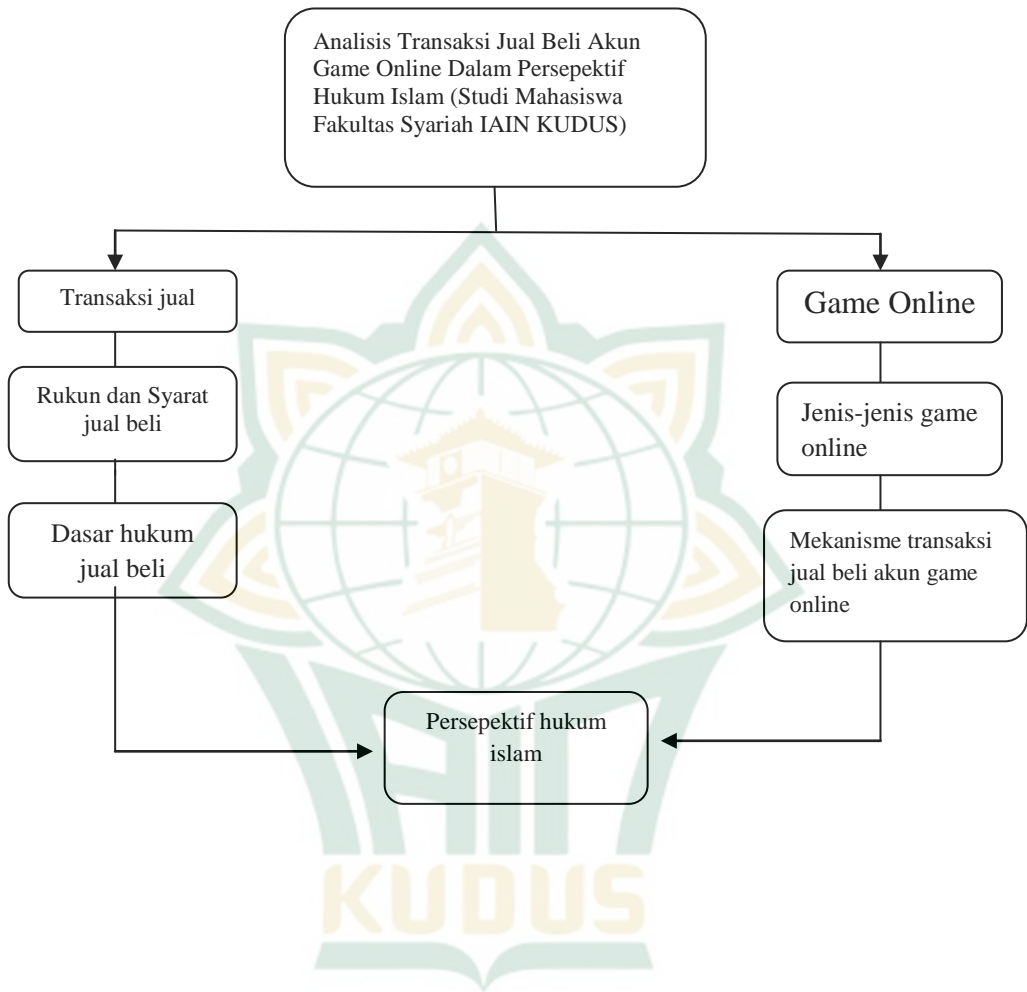 Analisis Transaksi Jual Beli Akun
Game Online Dalam Persepektif
Hukum Islam (Studi Mahasiswa
Fakultas Syariah IAIN KUDUS)
Transaksi jual
Game Online
Rukun dan Syarat
jual beli
Jenis-jenis game
online
Dasar hukum
jual beli
Mekanisme transaksi
jual beli akun game
online
Persepektif hukum
islam
IAIN
KUDUS